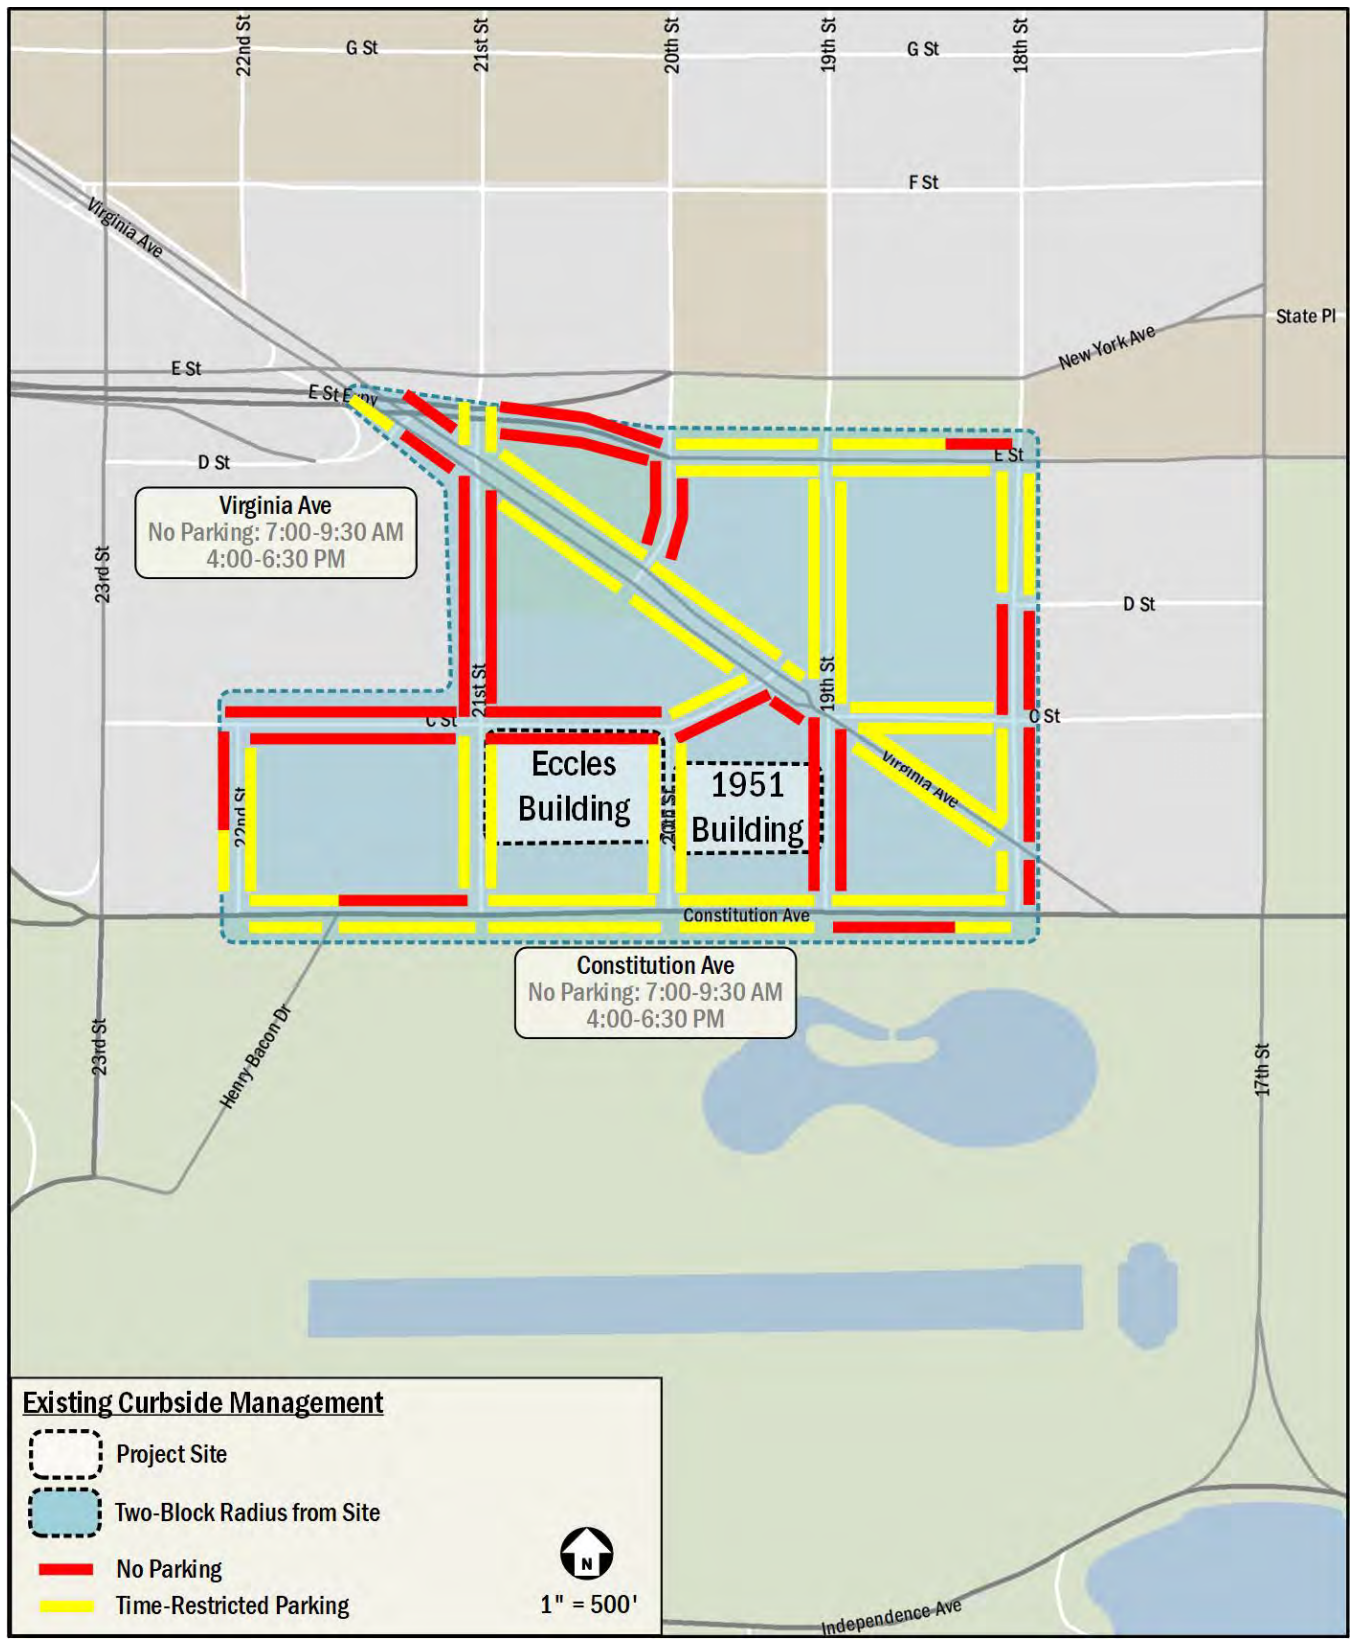 22nd St
21st St
20th St
19th St
18th St
G St
G St
F St
Virginia Ave
State Pl
New York Ave
E St
E St Expy
E St
D St
Virginia Ave
No Parking: 7:00-9:30 AM
4:00-6:30 PM
23rd St
D St
21st St
19th St
C St
C St
Eccles
Building
1951
Building
22nd St
20th St
Virginia Ave
Constitution Ave
Constitution Ave
No Parking: 7:00-9:30 AM
4:00-6:30 PM
23rd St
Henry Bacon Dr
17th St
Existing Curbside Management
Project Site
Two-Block Radius from Site
No Parking
Time-Restricted Parking
N
1" = 500'
Independence Ave